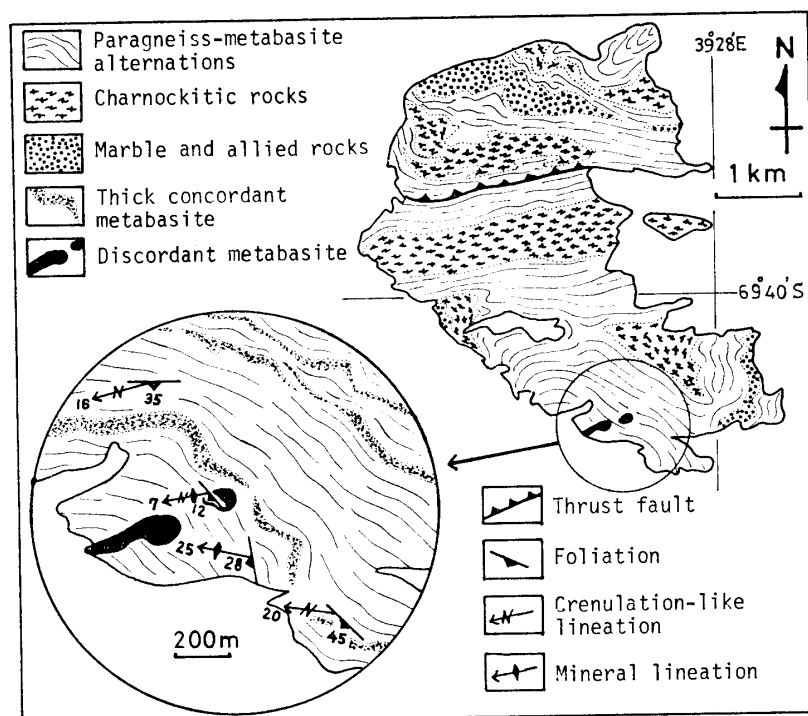 Paragneiss-metabasite
alternations
Charnockitic rocks
Marble and allied rocks
Thick concordant
metabasite
Discordant metabasite
39°28'E
N
1 km
69°40'S
16
35
7
12
25
28
20
45
200m
Thrust fault
Foliation
Crenulation-like
lineation
Mineral lineation